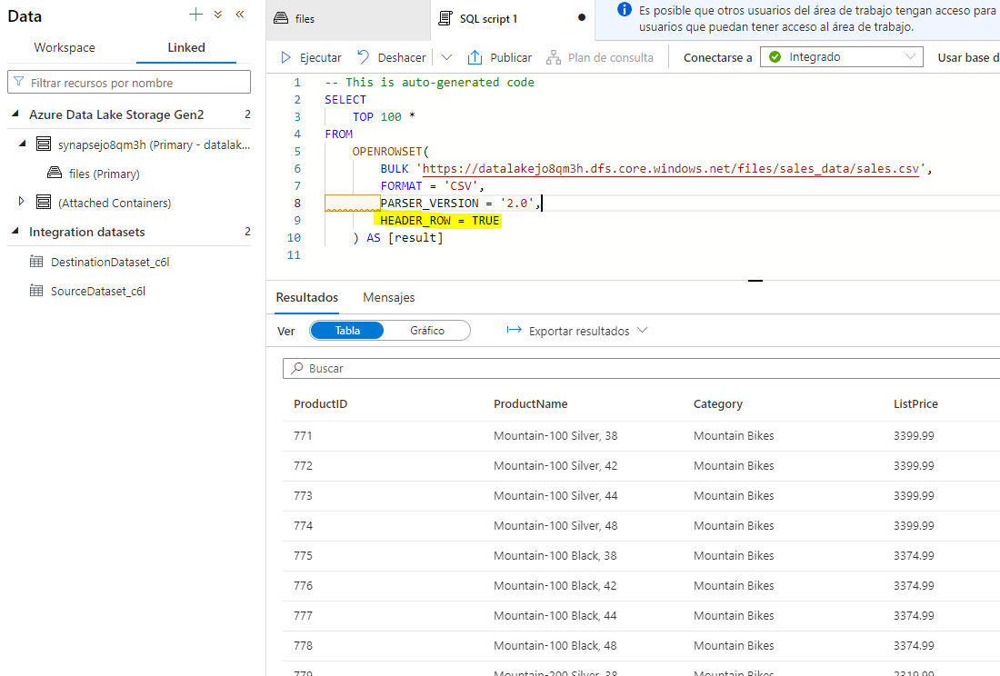 Data
Workspace
Linked
Filtrar recursos por nombre
Azure Data Lake Storage Gen2 2
synapsejo8qm3h (Primary - datalak...
files (Primary)
(Attached Containers)
Integration datasets 2
DestinationDataset_c6l
SourceDataset_c6l
files
SQL script 1
Es posible que otros usuarios del área de trabajo tengan acceso para
usuarios que puedan tener acceso al área de trabajo.
Ejecutar Deshacer Publicar Plan de consulta Conectarse a Integrado Usar base d
1 -- This is auto-generated code
2 SELECT
3 TOP 100 *
4 FROM
5 OPENROWSET(
6 BULK 'https://datalakejo8qm3h.dfs.core.windows.net/files/sales_data/sales.csv',
7 FORMAT = 'CSV',
8 PARSER_VERSION = '2.0',
9 HEADER_ROW = TRUE
10 ) AS [result]
11
Resultados Mensajes
Ver Tabla Gráfico Exportar resultados
Buscar
ProductID ProductName Category ListPrice
771 Mountain-100 Silver, 38 Mountain Bikes 3399.99
772 Mountain-100 Silver, 42 Mountain Bikes 3399.99
773 Mountain-100 Silver, 44 Mountain Bikes 3399.99
774 Mountain-100 Silver, 48 Mountain Bikes 3399.99
775 Mountain-100 Black, 38 Mountain Bikes 3374.99
776 Mountain-100 Black, 42 Mountain Bikes 3374.99
777 Mountain-100 Black, 44 Mountain Bikes 3374.99
778 Mountain-100 Black, 48 Mountain Bikes 3374.99
779 Mountain-200 Silver, 38 Mountain Bikes 2319.99